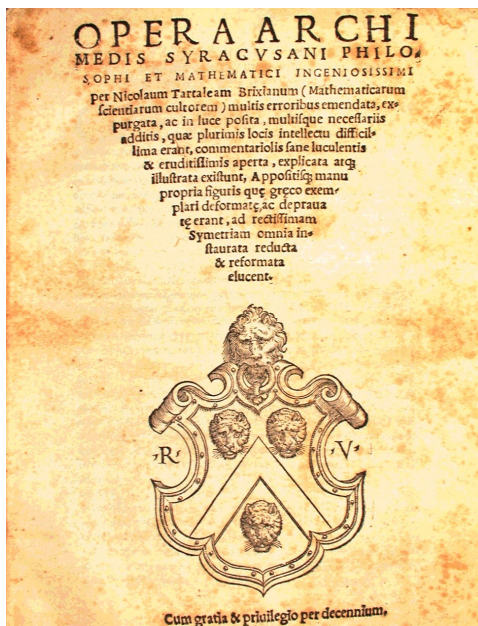 OPERA ARCHI
MEDIS SYRACVSANI PHILO.
SOPHI ET MATHEMATICI INGENIOSISSIMI
per Nicolaum Tartaleam Brixianum (Mathematicarum
scientiarum cultorem) multis erroribus emendata, ex-
purgata, ac in luce posita, multisque necessariis
additis, quæ plurimis locis intellectu difficil-
lima erant, commentariolis sane luculentis
& eruditissimis aperta, explicata atq;
illustrata existunt, Appositisq; manu
propria figuris quę gręco exem-
plari deformatę, ac depraua
tę erant, ad rectissimam
Symetriam omnia in-
staurata reducta
& reformata
elucent.
R V
Cum gratia & priuilegio per decennium.